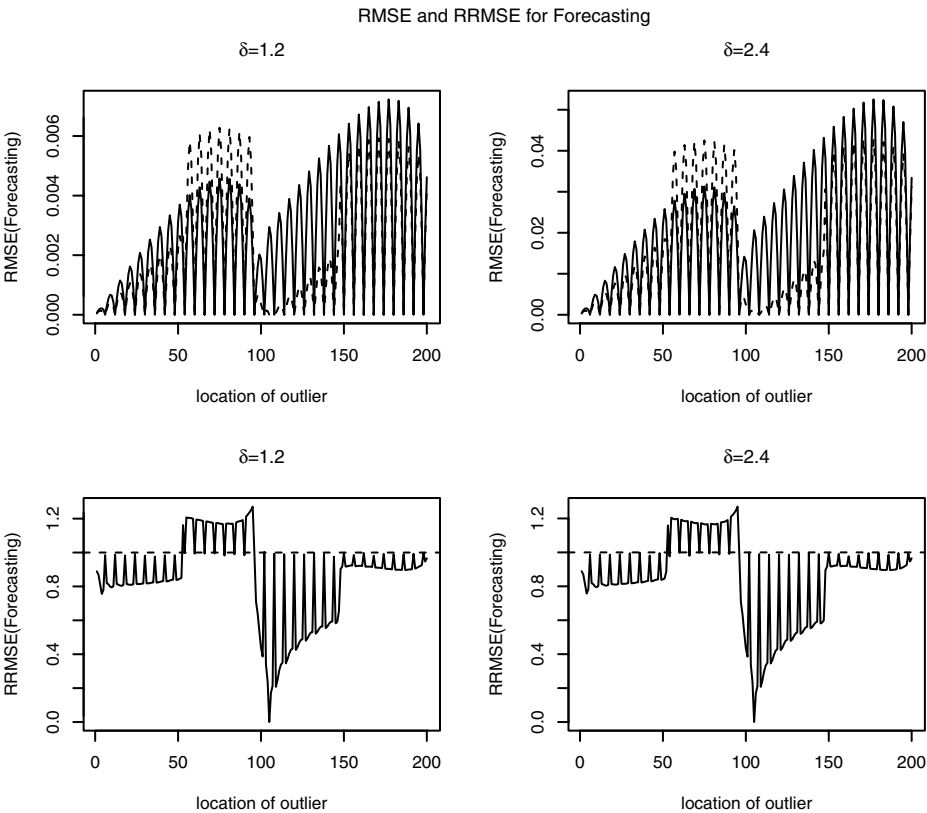 RMSE and RRMSE for Forecasting
δ=1.2
RMSE(Forecasting)
0.000 0.002 0.004 0.006
0 50 100 150 200
location of outlier
δ=2.4
RMSE(Forecasting)
0.00 0.02 0.04
0 50 100 150 200
location of outlier
δ=1.2
RRMSE(Forecasting)
0.0 0.4 0.8 1.2
0 50 100 150 200
location of outlier
δ=2.4
RRMSE(Forecasting)
0.0 0.4 0.8 1.2
0 50 100 150 200
location of outlier